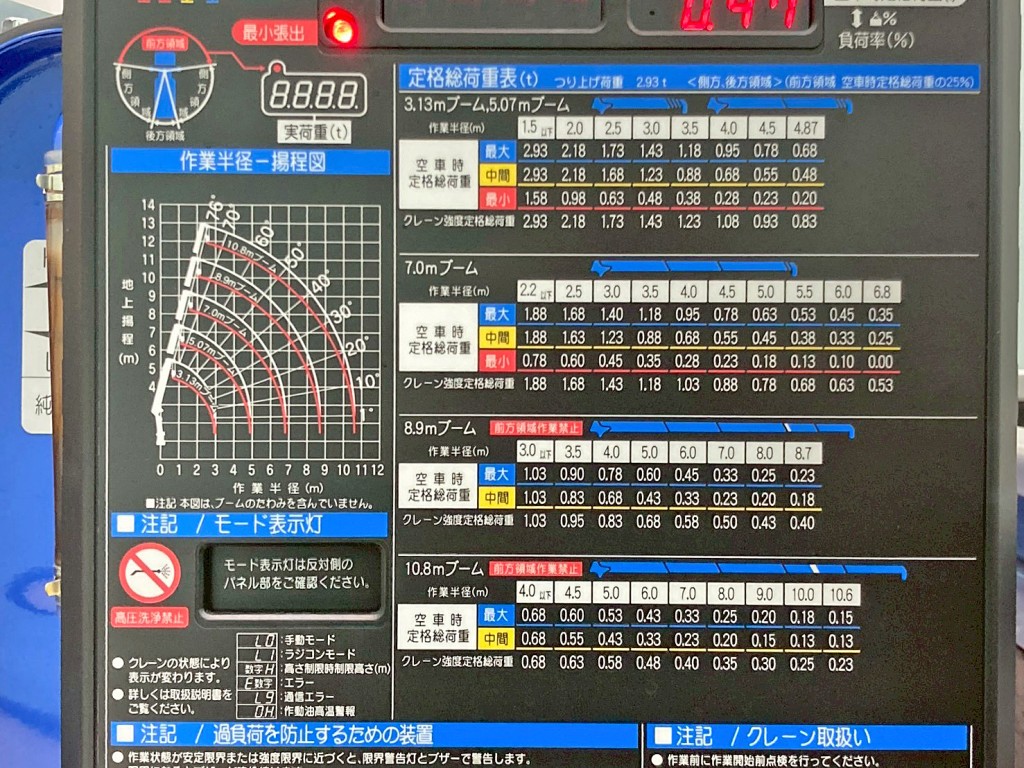 最小張出
0.47
%
負荷率(%)
前方領域
側方領域
側方領域
後方領域
8.8.8.8.
実荷重(t)
定格総荷重表(t) つり上げ荷重 2.93t <側方、後方領域>(前方領域 空車時定格総荷重の25%)
3.13mブーム,5.07mブーム
作業半径(m) 1.5以下 2.0 2.5 3.0 3.5 4.0 4.5 4.87
空車時定格総荷重
最大 2.93 2.18 1.73 1.43 1.18 0.95 0.78 0.68
中間 2.93 2.18 1.68 1.23 0.88 0.68 0.55 0.48
最小 1.58 0.98 0.63 0.48 0.38 0.28 0.23 0.20
クレーン強度定格総荷重 2.93 2.18 1.73 1.43 1.23 1.08 0.93 0.83
7.0mブーム
作業半径(m) 2.2以下 2.5 3.0 3.5 4.0 4.5 5.0 5.5 6.0 6.8
空車時定格総荷重
最大 1.88 1.68 1.40 1.18 0.95 0.78 0.63 0.53 0.45 0.35
中間 1.88 1.63 1.23 0.88 0.68 0.55 0.45 0.38 0.33 0.25
最小 0.78 0.60 0.45 0.35 0.28 0.23 0.18 0.13 0.10 0.00
クレーン強度定格総荷重 1.88 1.68 1.43 1.18 1.03 0.88 0.78 0.68 0.63 0.53
8.9mブーム 前方領域作業禁止
作業半径(m) 3.0以下 3.5 4.0 5.0 6.0 7.0 8.0 8.7
空車時定格総荷重
最大 1.03 0.90 0.78 0.60 0.45 0.33 0.25 0.23
中間 1.03 0.83 0.68 0.43 0.33 0.23 0.20 0.18
クレーン強度定格総荷重 1.03 0.95 0.83 0.68 0.58 0.50 0.43 0.40
10.8mブーム 前方領域作業禁止
作業半径(m) 4.0以下 4.5 5.0 6.0 7.0 8.0 9.0 10.0 10.6
空車時定格総荷重
最大 0.68 0.60 0.53 0.43 0.33 0.25 0.20 0.18 0.15
中間 0.68 0.55 0.43 0.33 0.23 0.20 0.15 0.13 0.13
クレーン強度定格総荷重 0.68 0.63 0.58 0.48 0.40 0.35 0.30 0.25 0.23
作業半径ー揚程図
76° 70° 60° 50° 40° 30° 20° 10° 1°
10.8mブーム
8.9mブーム
7.0mブーム
5.07mブーム
3.13mブーム
地上揚程(m)
14
13
12
11
10
9
8
7
6
5
4
0 1 2 3 4 5 6 7 8 9 10 11 12
作業半径(m)
■注記 本図は、ブームのたわみを含んでいません。
■ 注記 / モード表示灯
高圧洗浄禁止
モード表示灯は反対側の
パネル部をご確認ください。
● クレーンの状態により
表示が変わります。
● 詳しくは取扱説明書を
ご覧ください。
L0 :手動モード
L1 :ラジコンモード
数字H :高さ制限時制限高さ(m)
E数字 :エラー
L9 :通信エラー
0H :作動油高温警報
■ 注記 / 過負荷を防止するための装置
● 作業状態が安定限界または強度限界に近づくと、限界警告灯とブザーで警告します。
■ 注記 / クレーン取扱い
● 作業前に作業開始前点検を行ってください。
純